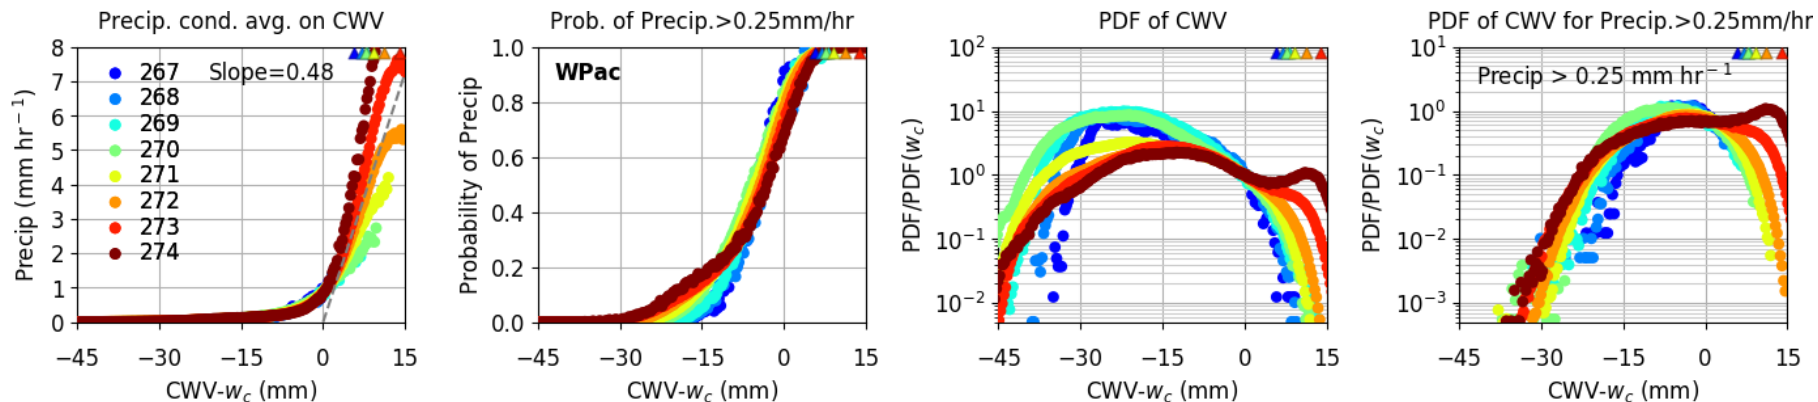 Precip. cond. avg. on CWV
Precip (mm hr⁻¹)
8
7
6
5
4
3
2
1
0
267
268
269
270
271
272
273
274
Slope=0.48
−45 −30 −15 0 15
CWV-w_c (mm)
Prob. of Precip.>0.25mm/hr
Probability of Precip
1.0
0.8
0.6
0.4
0.2
0.0
WPac
−45 −30 −15 0 15
CWV-w_c (mm)
PDF of CWV
PDF/PDF(w_c)
10²
10¹
10⁰
10⁻¹
10⁻²
−45 −30 −15 0 15
CWV-w_c (mm)
PDF of CWV for Precip.>0.25mm/hr
PDF/PDF(w_c)
10¹
10⁰
10⁻¹
10⁻²
10⁻³
Precip > 0.25 mm hr⁻¹
−45 −30 −15 0 15
CWV-w_c (mm)